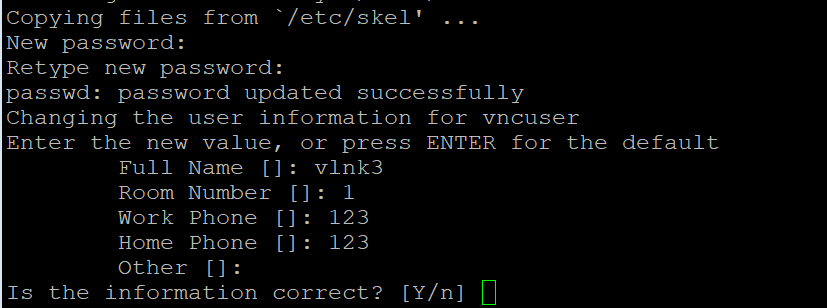 Copying files from `/etc/skel' ...
New password:
Retype new password:
passwd: password updated successfully
Changing the user information for vncuser
Enter the new value, or press ENTER for the default
Full Name []: vlnk3
Room Number []: 1
Work Phone []: 123
Home Phone []: 123
Other []:
Is the information correct? [Y/n]